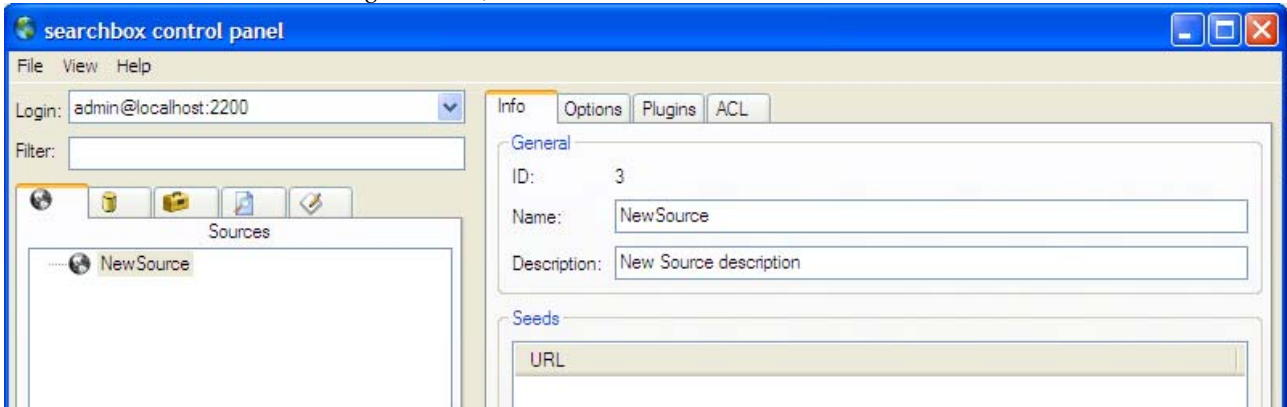 searchbox control panel
File View Help
Login: admin@localhost:2200
Filter:
Sources
NewSource
Info Options Plugins ACL
General
ID: 3
Name: NewSource
Description: New Source description
Seeds
URL